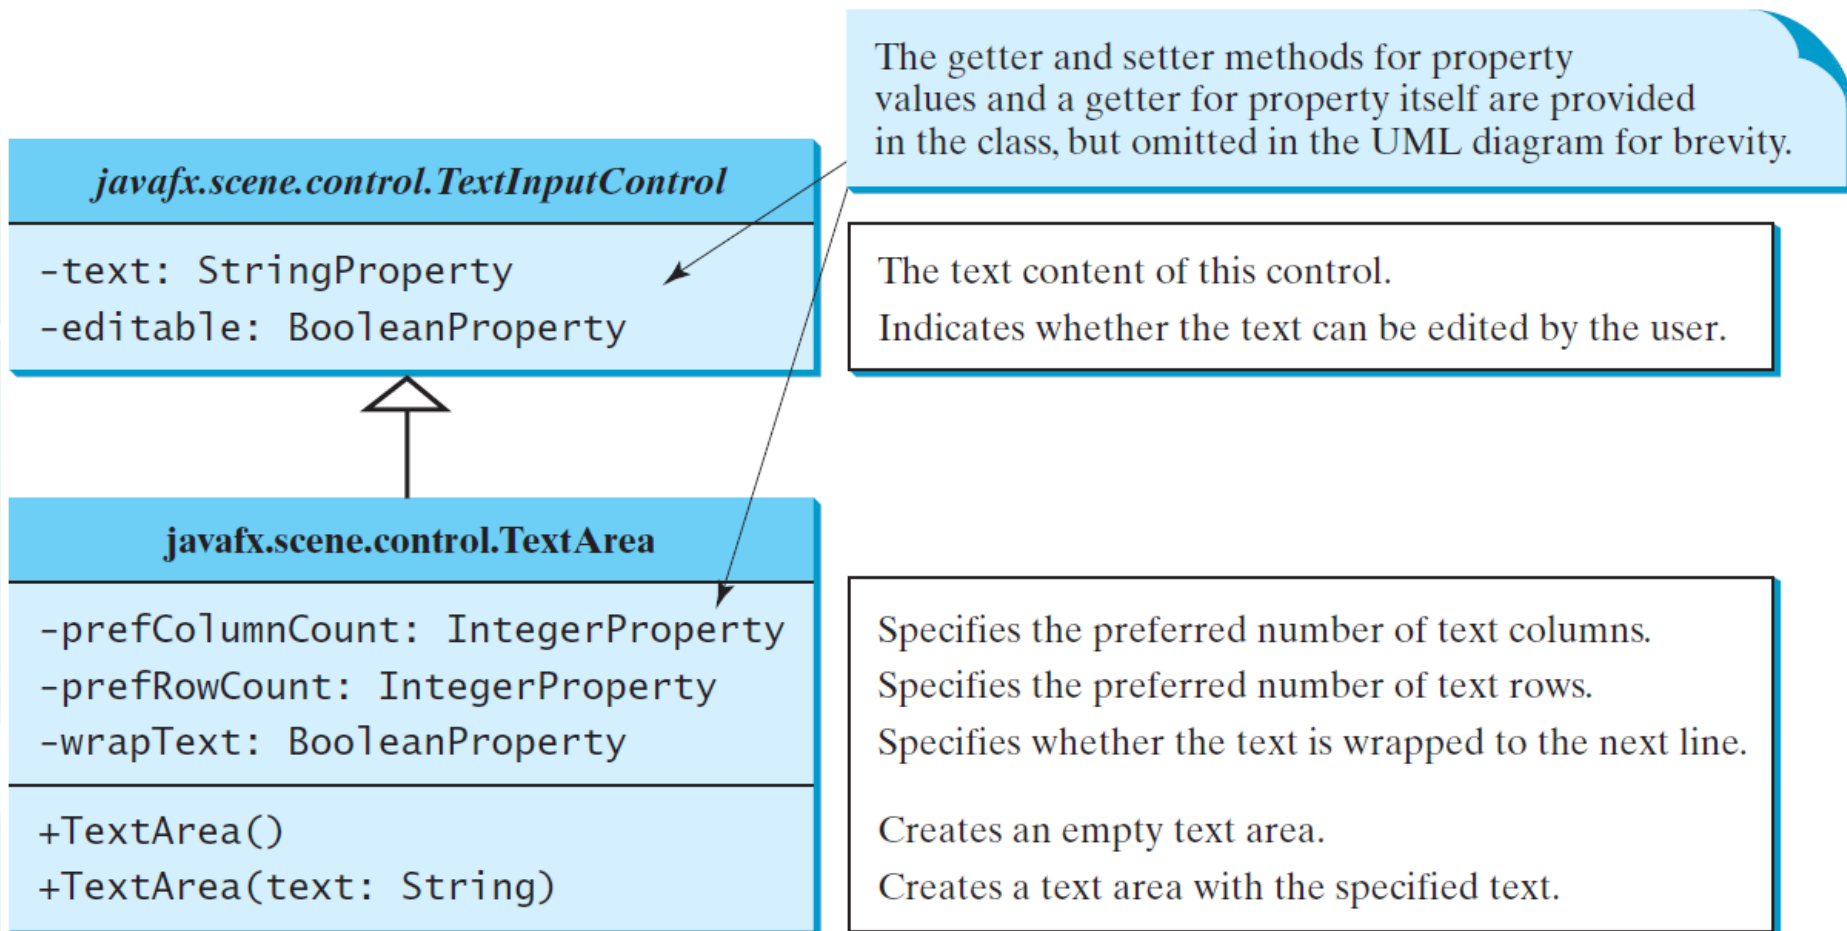 The getter and setter methods for property
values and a getter for property itself are provided
in the class, but omitted in the UML diagram for brevity.
javafx.scene.control.TextInputControl
-text: StringProperty
-editable: BooleanProperty
The text content of this control.
Indicates whether the text can be edited by the user.
javafx.scene.control.TextArea
-prefColumnCount: IntegerProperty
-prefRowCount: IntegerProperty
-wrapText: BooleanProperty
+TextArea()
+TextArea(text: String)
Specifies the preferred number of text columns.
Specifies the preferred number of text rows.
Specifies whether the text is wrapped to the next line.
Creates an empty text area.
Creates a text area with the specified text.